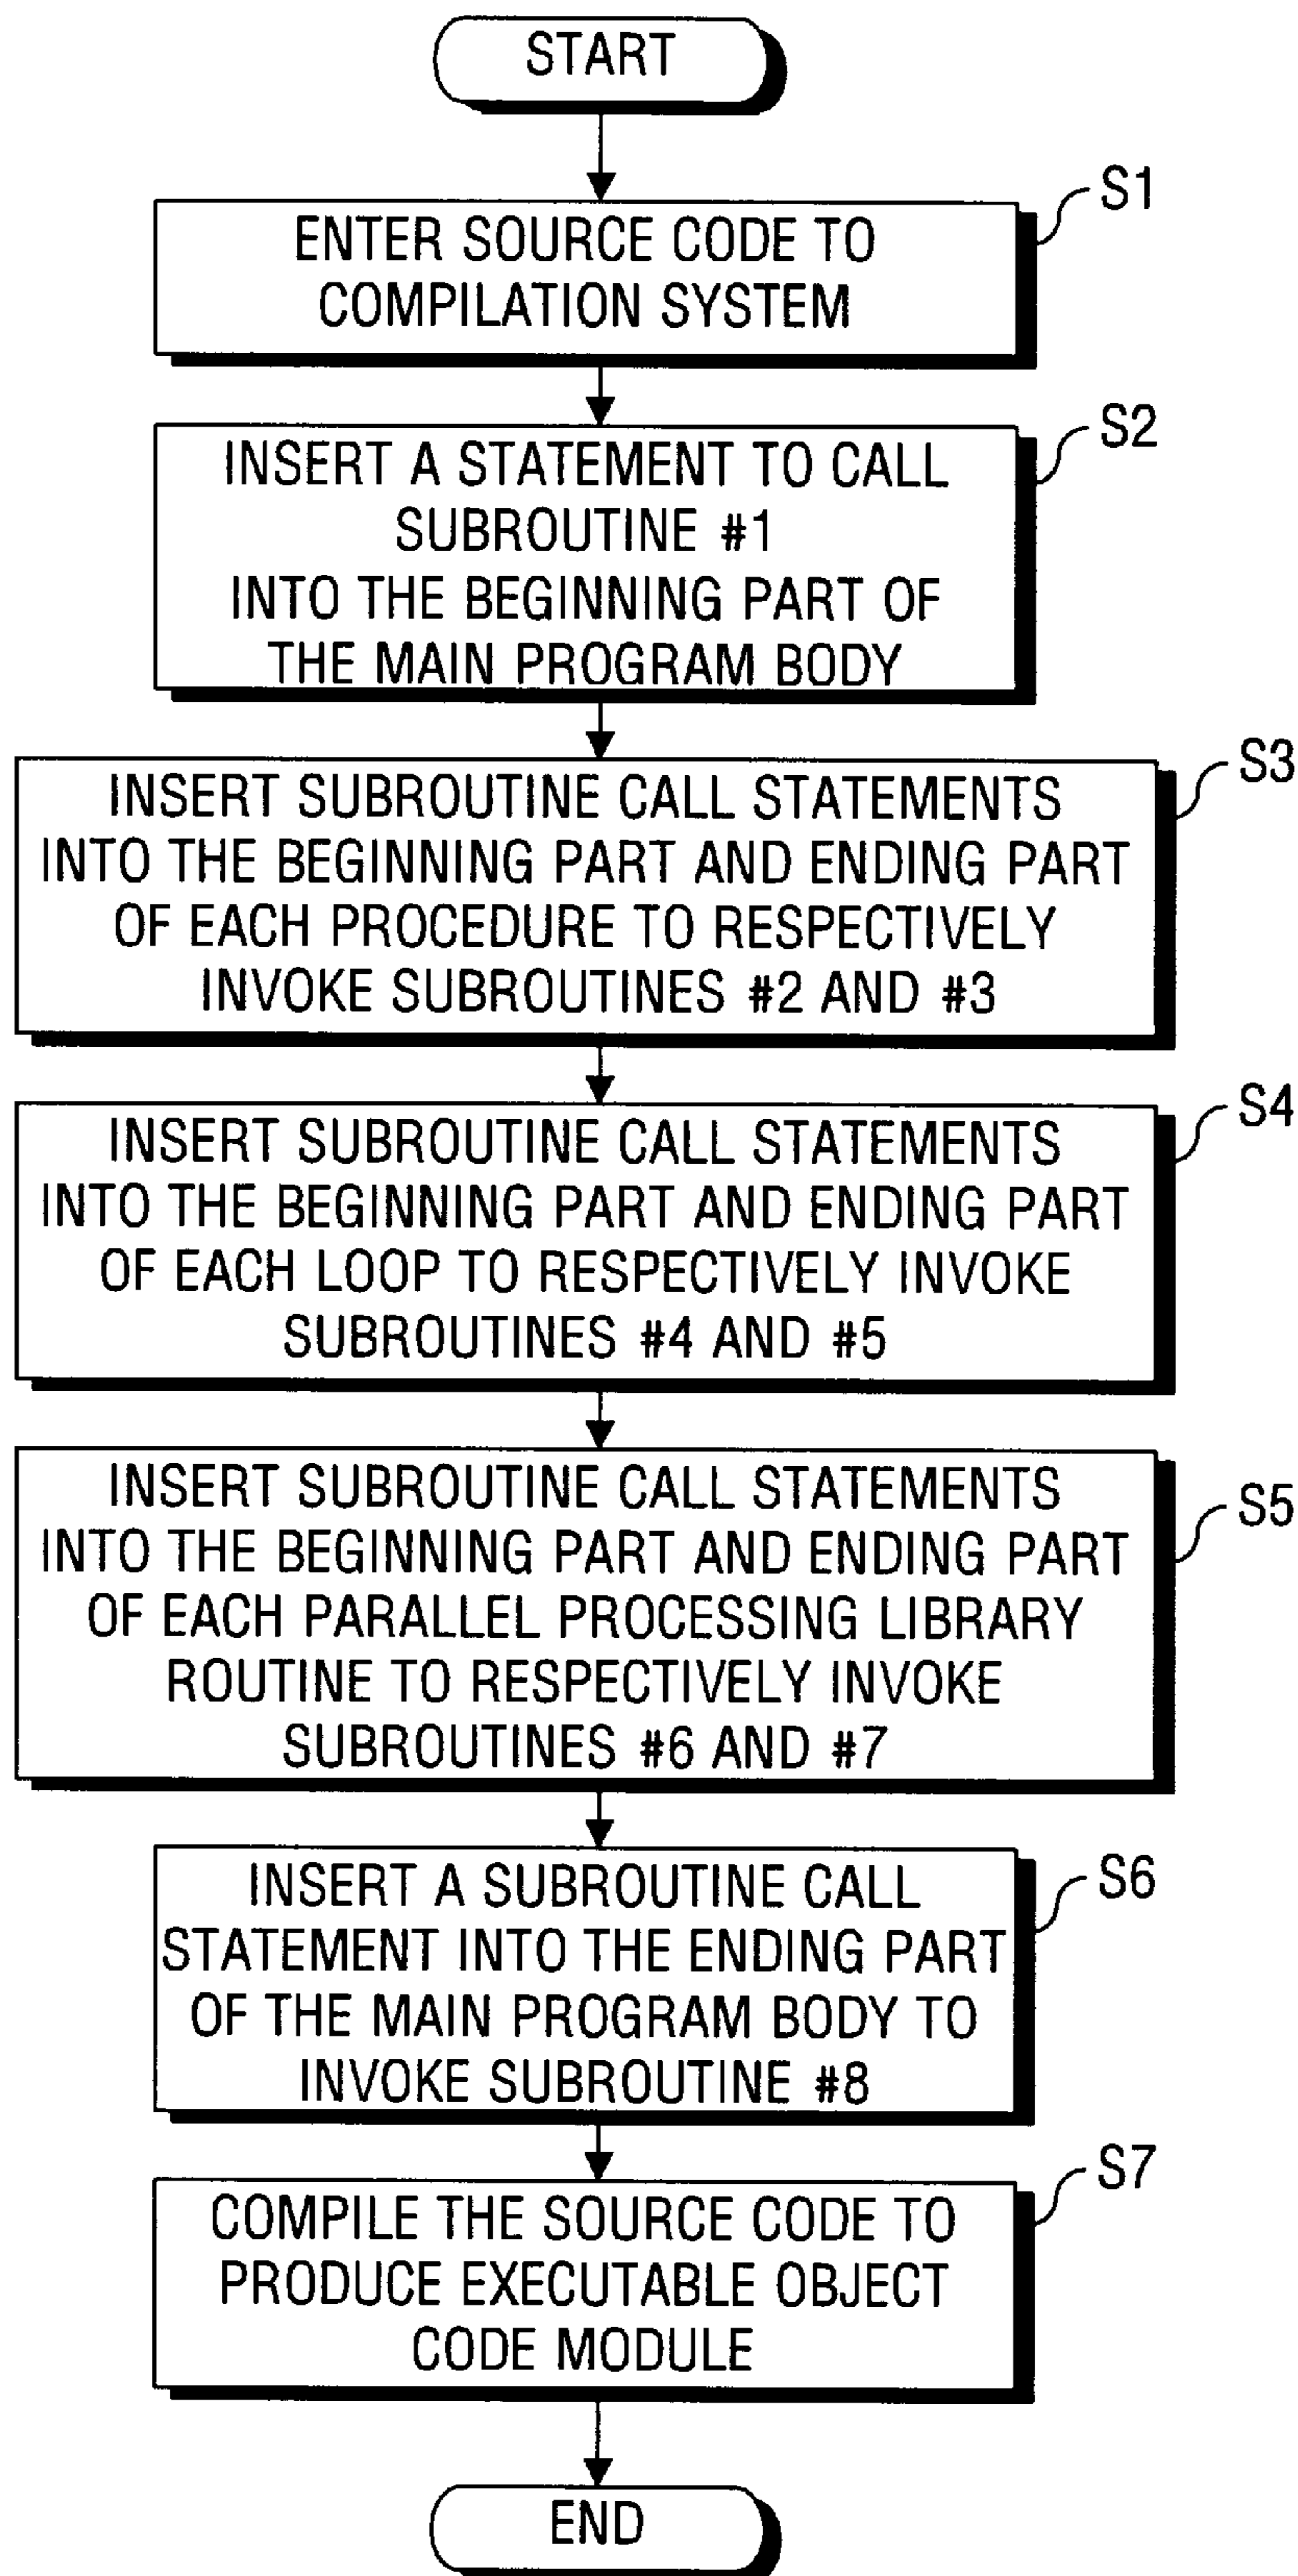 START
S1
ENTER SOURCE CODE TO
COMPILATION SYSTEM
S2
INSERT A STATEMENT TO CALL
SUBROUTINE #1
INTO THE BEGINNING PART OF
THE MAIN PROGRAM BODY
S3
INSERT SUBROUTINE CALL STATEMENTS
INTO THE BEGINNING PART AND ENDING PART
OF EACH PROCEDURE TO RESPECTIVELY
INVOKE SUBROUTINES #2 AND #3
S4
INSERT SUBROUTINE CALL STATEMENTS
INTO THE BEGINNING PART AND ENDING PART
OF EACH LOOP TO RESPECTIVELY INVOKE
SUBROUTINES #4 AND #5
S5
INSERT SUBROUTINE CALL STATEMENTS
INTO THE BEGINNING PART AND ENDING PART
OF EACH PARALLEL PROCESSING LIBRARY
ROUTINE TO RESPECTIVELY INVOKE
SUBROUTINES #6 AND #7
S6
INSERT A SUBROUTINE CALL
STATEMENT INTO THE ENDING PART
OF THE MAIN PROGRAM BODY TO
INVOKE SUBROUTINE #8
S7
COMPILE THE SOURCE CODE TO
PRODUCE EXECUTABLE OBJECT
CODE MODULE
END